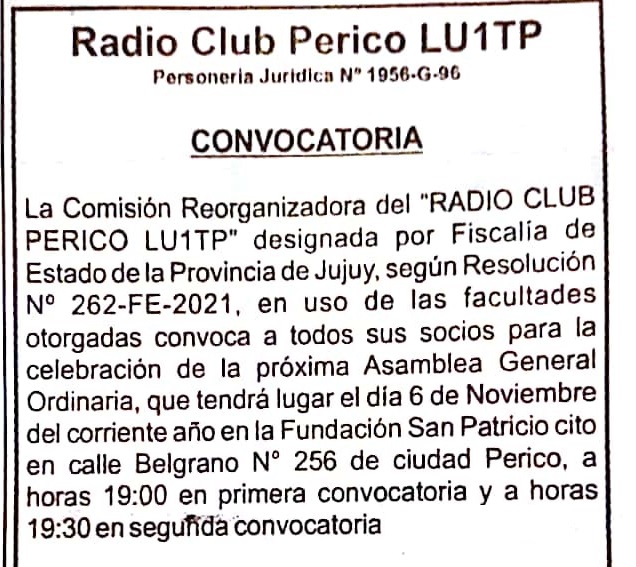 Radio Club Perico LU1TP
Personeria Juridica Nº 1956-G-96
CONVOCATORIA
La Comisión Reorganizadora del "RADIO CLUB
PERICO LU1TP" designada por Fiscalía de
Estado de la Provincia de Jujuy, según Resolución
Nº 262-FE-2021, en uso de las facultades
otorgadas convoca a todos sus socios para la
celebración de la próxima Asamblea General
Ordinaria, que tendrá lugar el día 6 de Noviembre
del corriente año en la Fundación San Patricio cito
en calle Belgrano Nº 256 de ciudad Perico, a
horas 19:00 en primera convocatoria y a horas
19:30 en segunda convocatoria